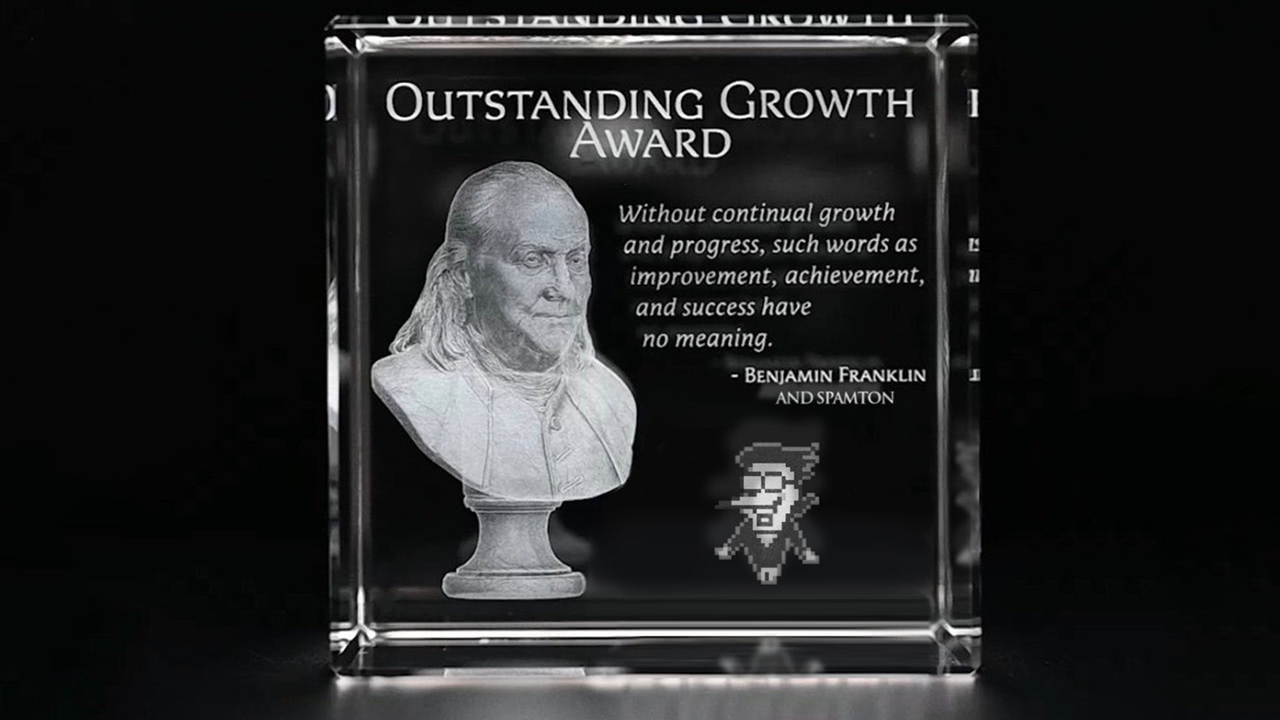 OUTSTANDING GROWTH
AWARD
Without continual growth
and progress, such words as
improvement, achievement,
and success have
no meaning.
- BENJAMIN FRANKLIN
AND SPAMTON